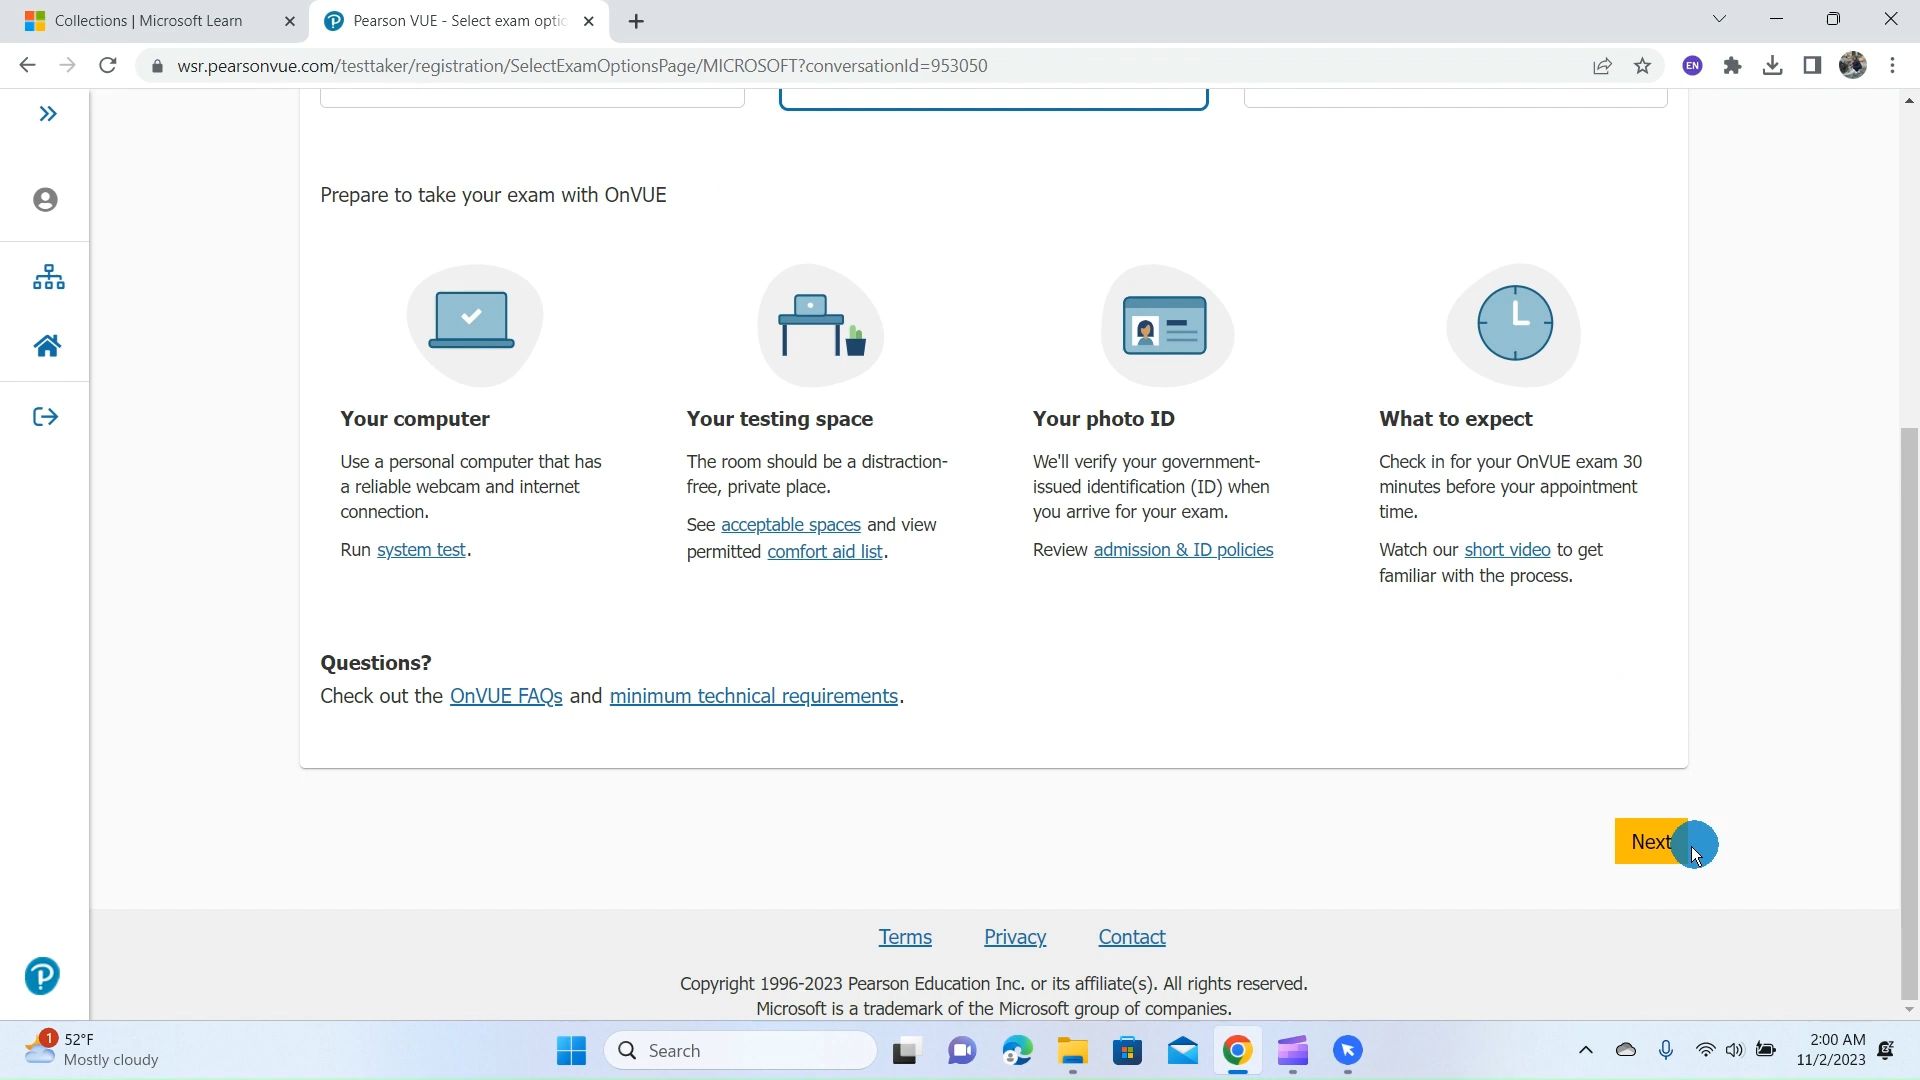 Collections | Microsoft Learn
Pearson VUE - Select exam optic
wsr.pearsonvue.com/testtaker/registration/SelectExamOptionsPage/MICROSOFT?conversationId=953050
EN
Prepare to take your exam with OnVUE
Your computer
Use a personal computer that has
a reliable webcam and internet
connection.
Run system test.
Your testing space
The room should be a distraction-
free, private place.
See acceptable spaces and view
permitted comfort aid list.
Your photo ID
We'll verify your government-
issued identification (ID) when
you arrive for your exam.
Review admission & ID policies
What to expect
Check in for your OnVUE exam 30
minutes before your appointment
time.
Watch our short video to get
familiar with the process.
Questions?
Check out the OnVUE FAQs and minimum technical requirements.
Next
Terms Privacy Contact
Copyright 1996-2023 Pearson Education Inc. or its affiliate(s). All rights reserved.
Microsoft is a trademark of the Microsoft group of companies.
1
52°F
Mostly cloudy
Search
2:00 AM
11/2/2023